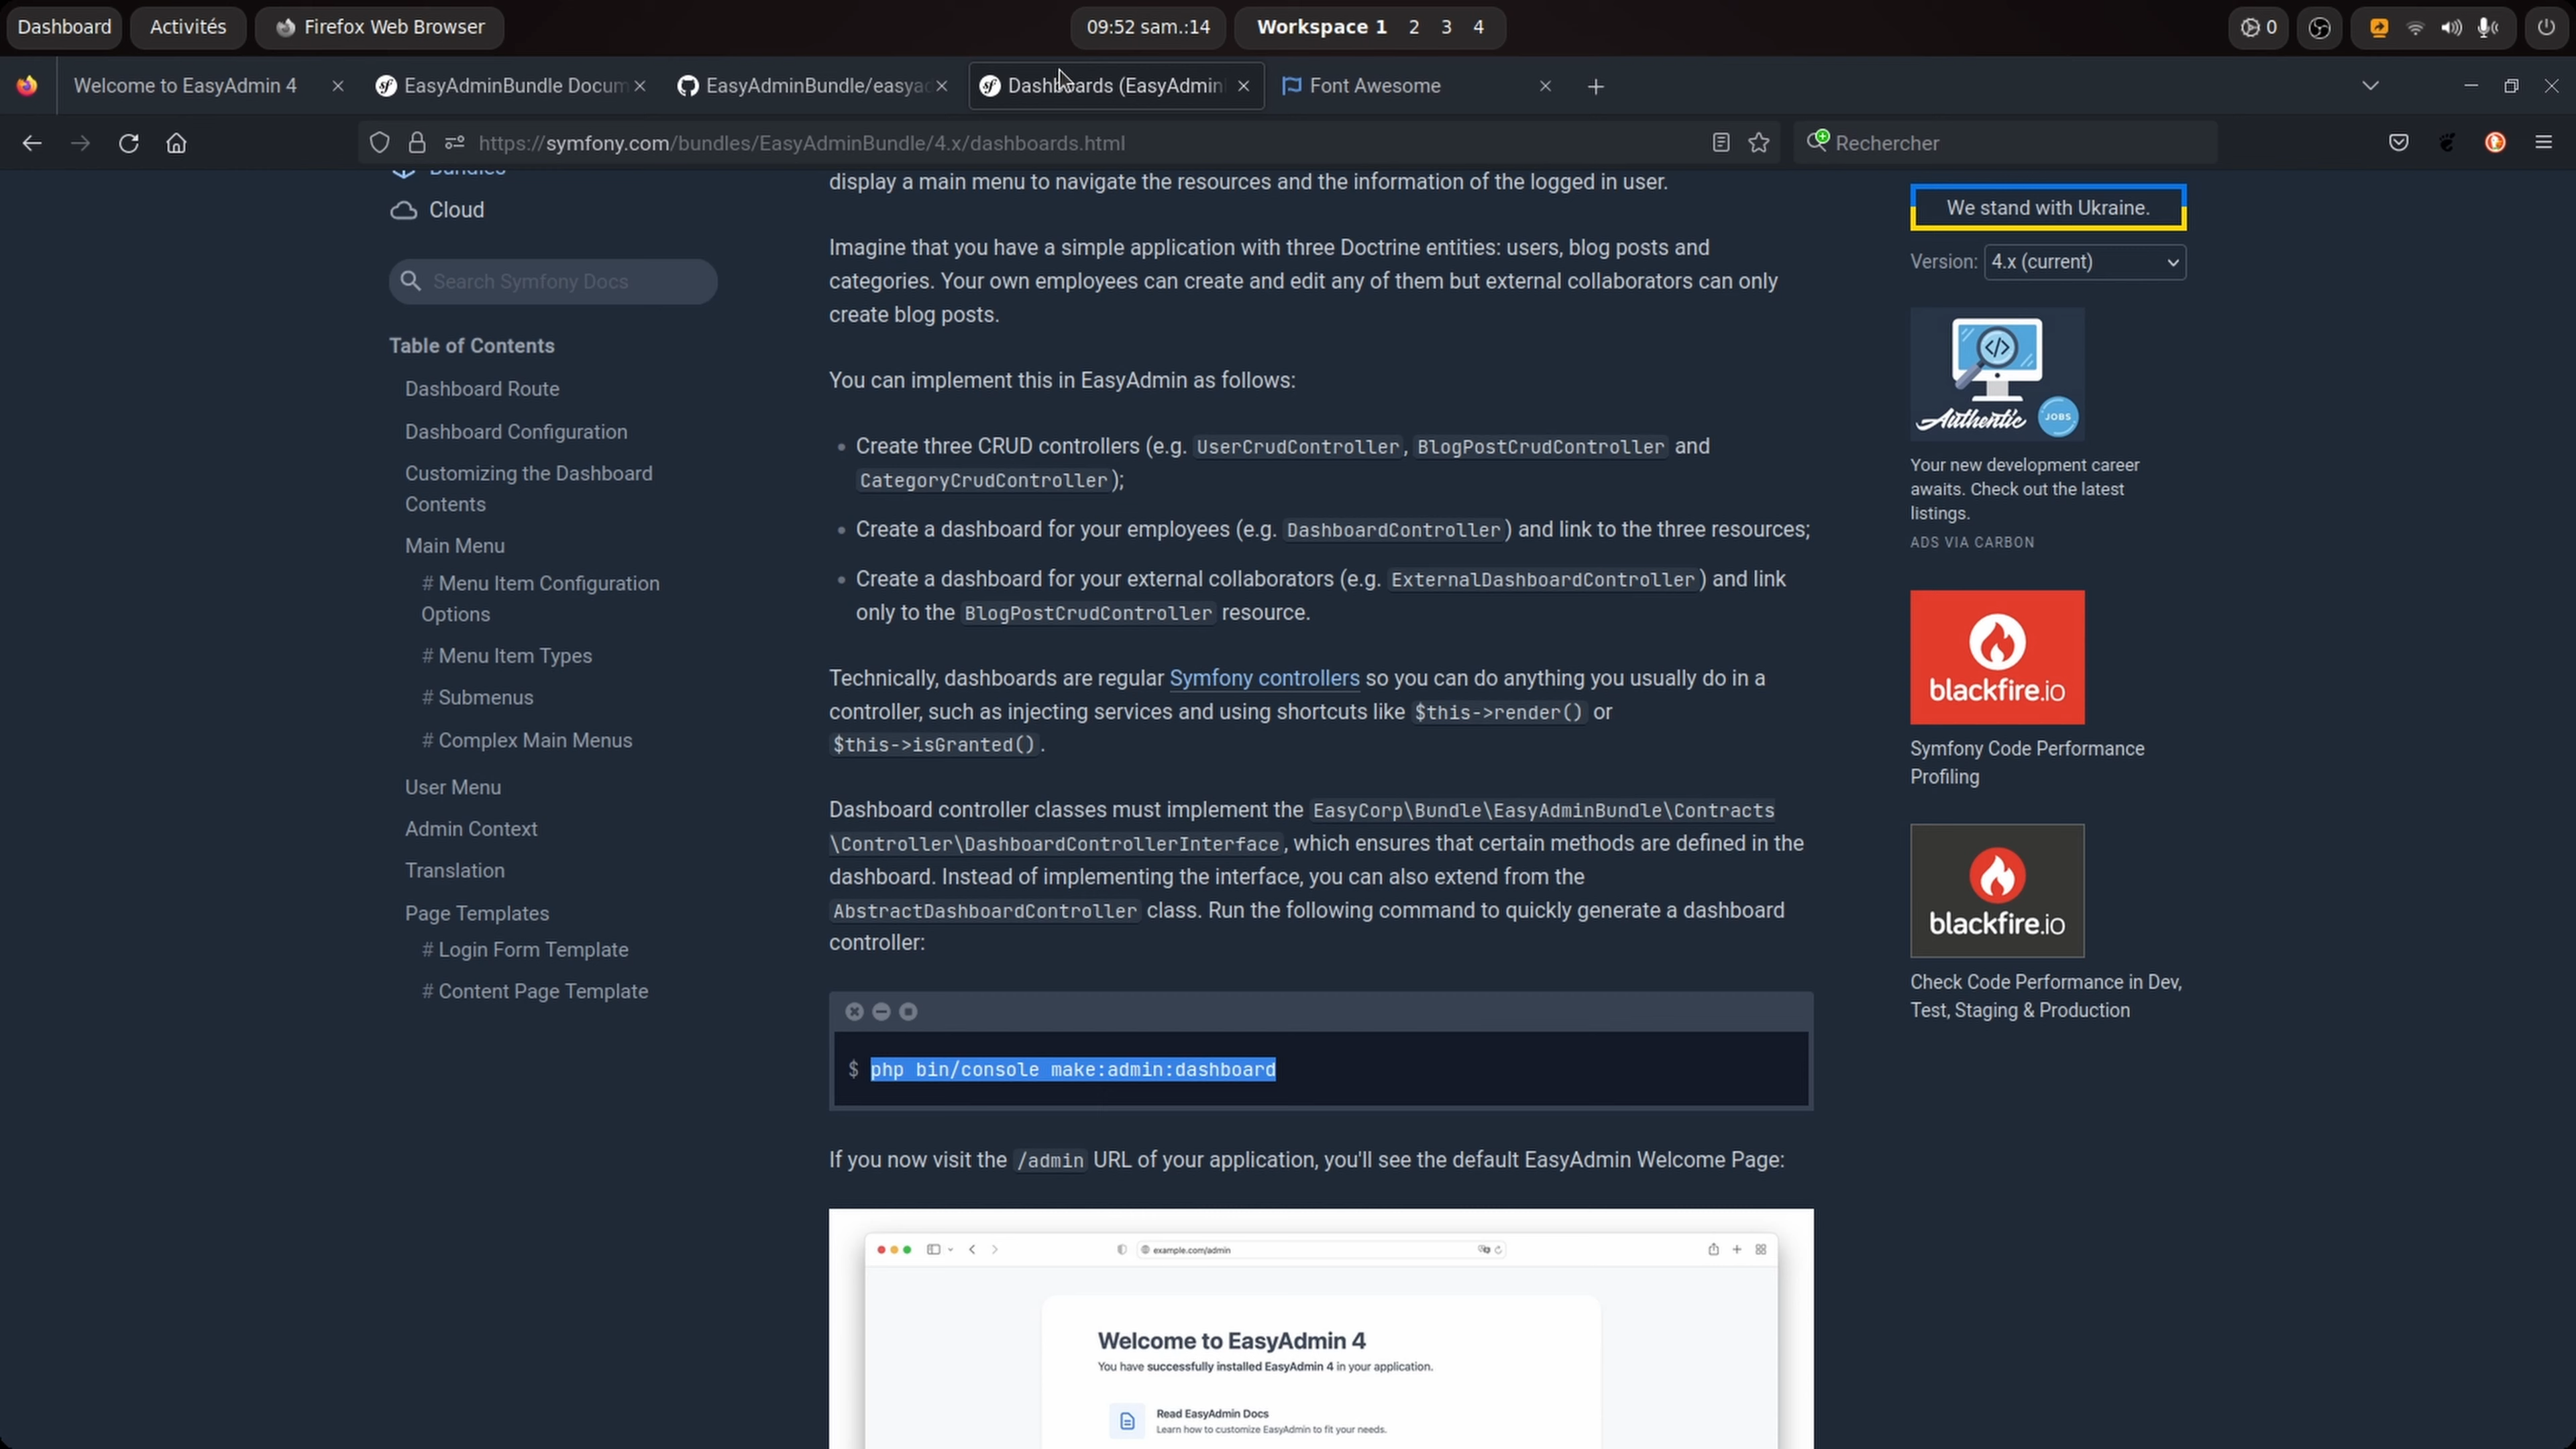 Dashboard
Activités
Firefox Web Browser
09:52 sam.:14
Workspace 1 2 3 4
0
Welcome to EasyAdmin 4
EasyAdminBundle Docum
EasyAdminBundle/easyad
Dashboards (EasyAdminB
Font Awesome
https://symfony.com/bundles/EasyAdminBundle/4.x/dashboards.html
Rechercher
Bundles
Cloud
Search Symfony Docs
Table of Contents
Dashboard Route
Dashboard Configuration
Customizing the Dashboard
Contents
Main Menu
# Menu Item Configuration
Options
# Menu Item Types
# Submenus
# Complex Main Menus
User Menu
Admin Context
Translation
Page Templates
# Login Form Template
# Content Page Template
display a main menu to navigate the resources and the information of the logged in user.
Imagine that you have a simple application with three Doctrine entities: users, blog posts and
categories. Your own employees can create and edit any of them but external collaborators can only
create blog posts.
You can implement this in EasyAdmin as follows:
• Create three CRUD controllers (e.g. UserCrudController, BlogPostCrudController and
CategoryCrudController);
• Create a dashboard for your employees (e.g. DashboardController) and link to the three resources;
• Create a dashboard for your external collaborators (e.g. ExternalDashboardController) and link
only to the BlogPostCrudController resource.
Technically, dashboards are regular Symfony controllers so you can do anything you usually do in a
controller, such as injecting services and using shortcuts like $this->render() or
$this->isGranted().
Dashboard controller classes must implement the EasyCorp\Bundle\EasyAdminBundle\Contracts
\Controller\DashboardControllerInterface, which ensures that certain methods are defined in the
dashboard. Instead of implementing the interface, you can also extend from the
AbstractDashboardController class. Run the following command to quickly generate a dashboard
controller:
$ php bin/console make:admin:dashboard
If you now visit the /admin URL of your application, you'll see the default EasyAdmin Welcome Page:
example.com/admin
Welcome to EasyAdmin 4
You have successfully installed EasyAdmin 4 in your application.
Read EasyAdmin Docs
Learn how to customize EasyAdmin to fit your needs.
We stand with Ukraine.
Version: 4.x (current)
Authentic JOBS
Your new development career
awaits. Check out the latest
listings.
ADS VIA CARBON
blackfire.io
Symfony Code Performance
Profiling
blackfire.io
Check Code Performance in Dev,
Test, Staging & Production